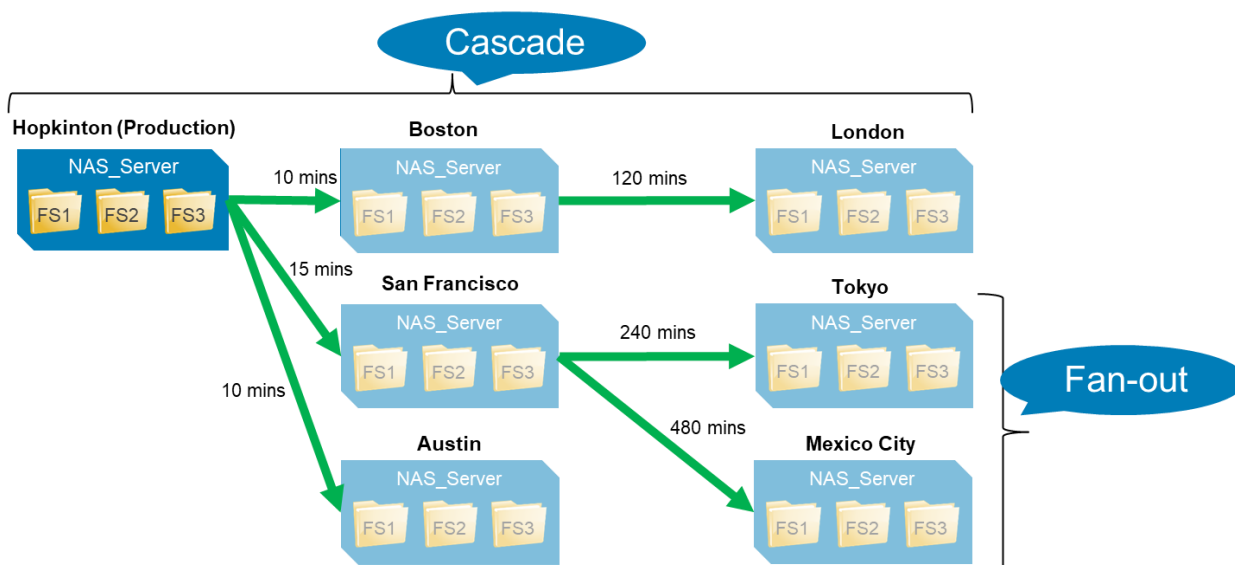 Cascade
Hopkinton (Production)
Boston
London
NAS_Server
FS1 FS2 FS3
10 mins
NAS_Server
FS1 FS2 FS3
120 mins
NAS_Server
FS1 FS2 FS3
15 mins
San Francisco
Tokyo
NAS_Server
FS1 FS2 FS3
240 mins
NAS_Server
FS1 FS2 FS3
Fan-out
10 mins
480 mins
Austin
Mexico City
NAS_Server
FS1 FS2 FS3
NAS_Server
FS1 FS2 FS3